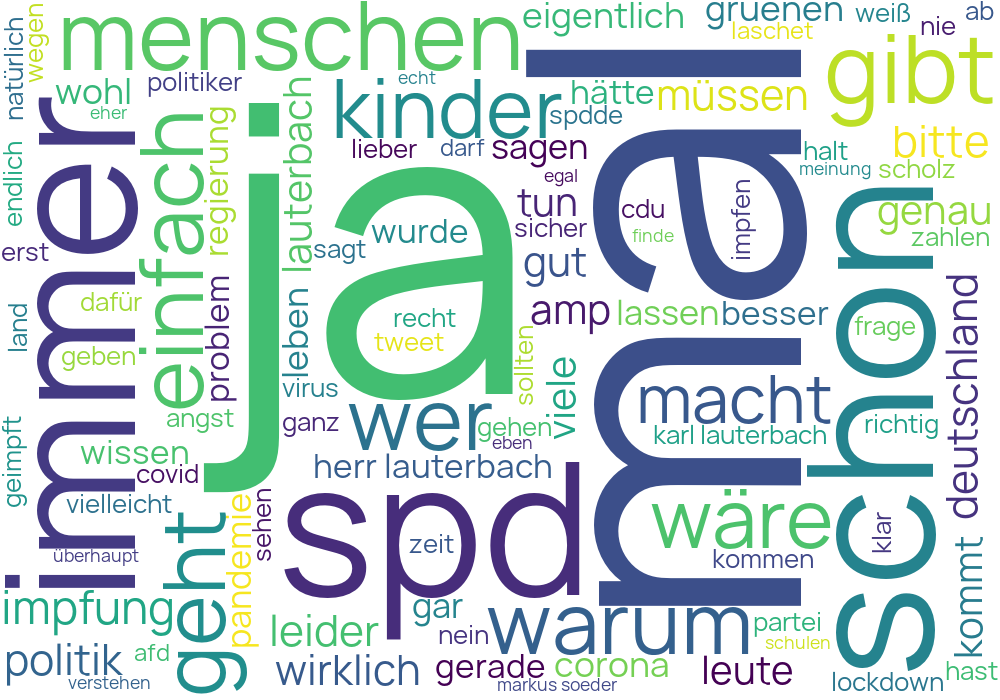 menschen
eigentlich
gruenen
weiß
ab
nie
laschet
natürlich
wegen
wohl
politiker
echt
eher
kinder
hätte
müssen
gibt
spdde
immer
einfach
regierung
lauterbach
ja
mal
lieber
darf
sagen
egal
halt
bitte
meinung
scholz
endlich
tun
cdu
impfen
schon
genau
zahlen
erst
sagt
wurde
sicher
finde
gut
dafür
problem
leben
recht
amp
lassen
besser
frage
deutschland
land
geben
tweet
sollten
virus
viele
macht
angst
ganz
wer
gehen
eben
karl lauterbach
richtig
wissen
geimpft
covid
herr lauterbach
vielleicht
spd
wäre
klar
geht
pandemie
sehen
zeit
kommen
kommt
überhaupt
impfung
leider
gar
nein
warum
partei
schulen
politik
afd
verstehen
wirklich
gerade
corona
markus soeder
leute
lockdown
hast